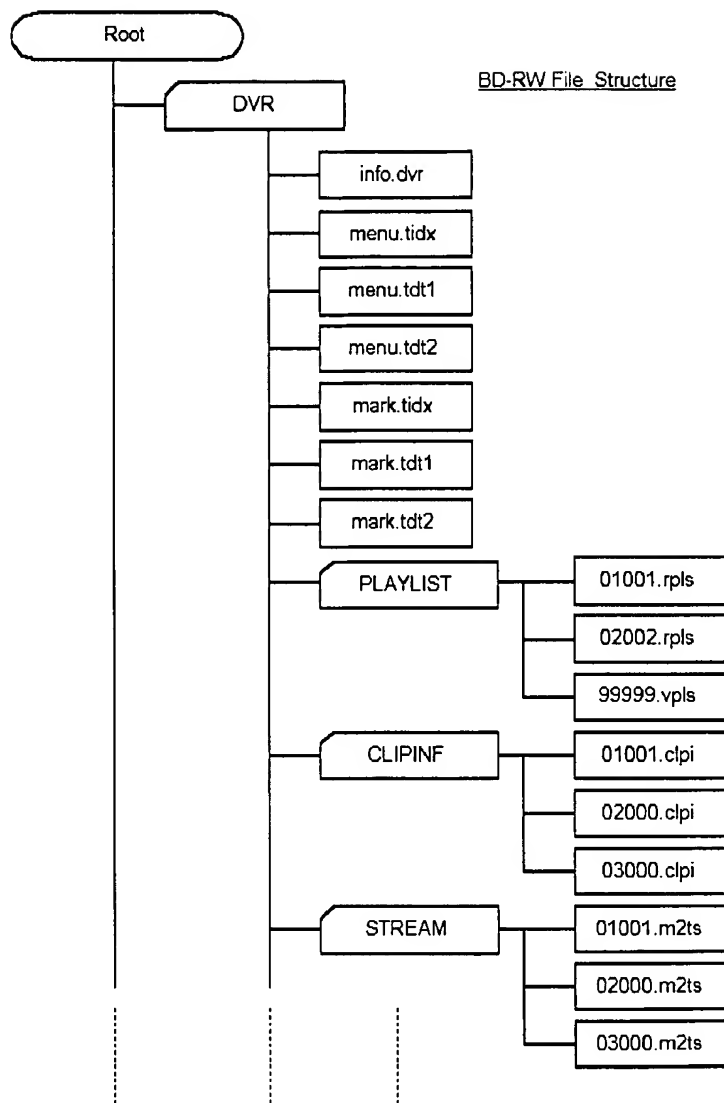 Root
BD-RW File Structure
DVR
info.dvr
menu.tidx
menu.tdt1
menu.tdt2
mark.tidx
mark.tdt1
mark.tdt2
PLAYLIST
01001.rpls
02002.rpls
99999.vpls
CLIPINF
01001.clpi
02000.clpi
03000.clpi
STREAM
01001.m2ts
02000.m2ts
03000.m2ts